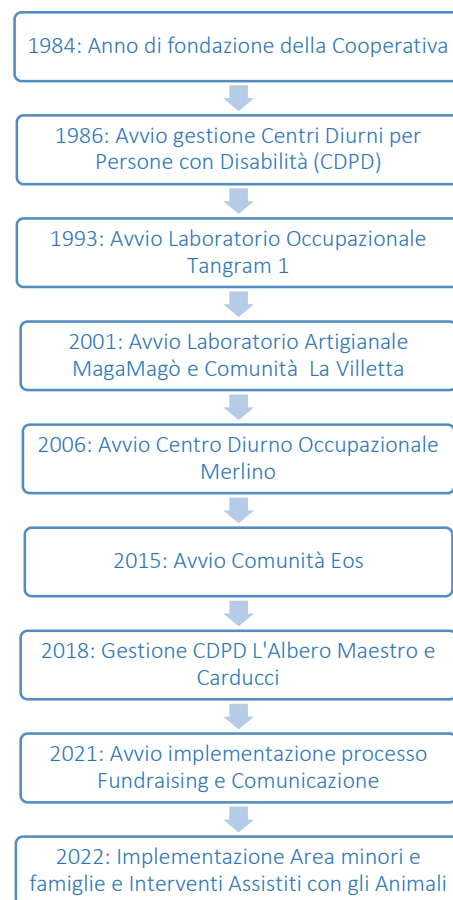 1984: Anno di fondazione della Cooperativa
1986: Avvio gestione Centri Diurni per
Persone con Disabilità (CDPD)
1993: Avvio Laboratorio Occupazionale
Tangram 1
2001: Avvio Laboratorio Artigianale
MagaMagò e Comunità La Villetta
2006: Avvio Centro Diurno Occupazionale
Merlino
2015: Avvio Comunità Eos
2018: Gestione CDPD L'Albero Maestro e
Carducci
2021: Avvio implementazione processo
Fundraising e Comunicazione
2022: Implementazione Area minori e
famiglie e Interventi Assistiti con gli Animali